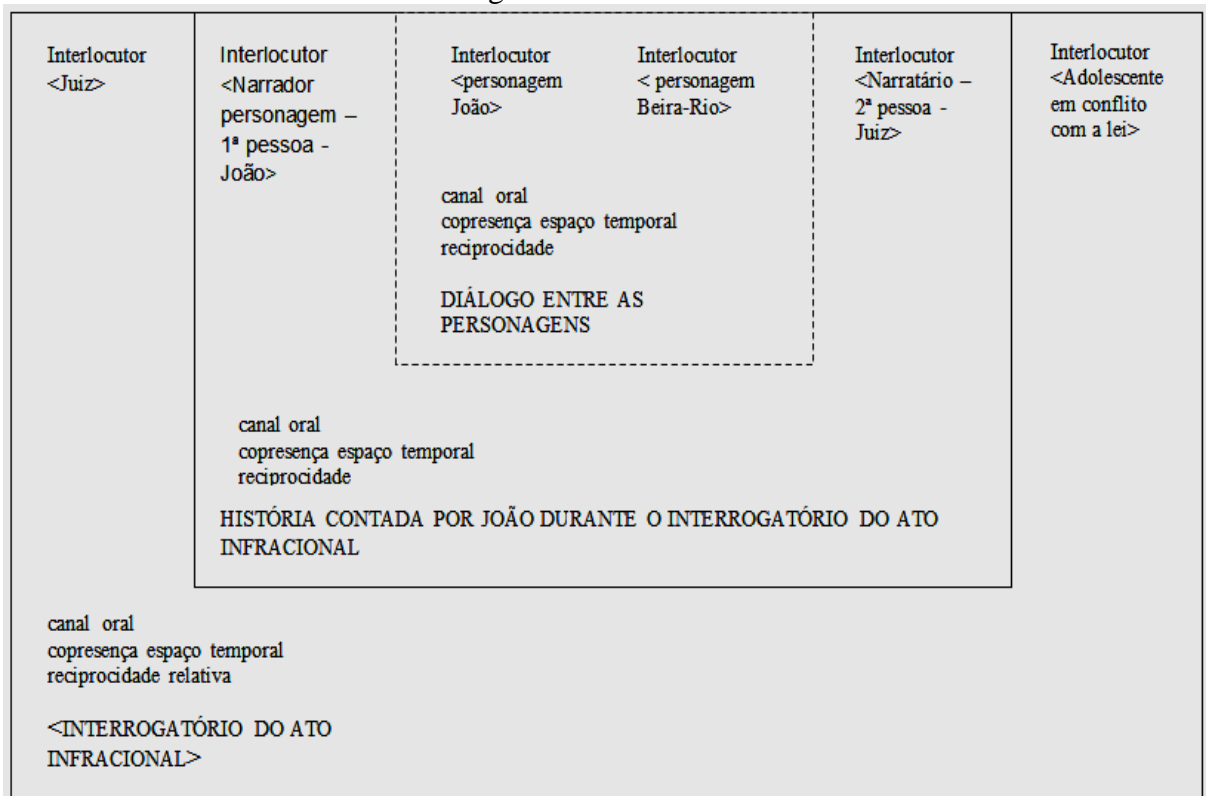 Interlocutor
<Juiz>
Interlocutor
<Narrador
personagem –
1ª pessoa -
João>
Interlocutor
<personagem
João>
Interlocutor
< personagem
Beira-Rio>
Interlocutor
<Narratário –
2ª pessoa -
Juiz>
Interlocutor
<Adolescente
em conflito
com a lei>
canal oral
copresença espaço temporal
reciprocidade
DIÁLOGO ENTRE AS
PERSONAGENS
canal oral
copresença espaço temporal
reciprocidade
HISTÓRIA CONTADA POR JOÃO DURANTE O INTERROGATÓRIO DO ATO
INFRACIONAL
canal oral
copresença espaço temporal
reciprocidade relativa
<INTERROGATÓRIO DO ATO
INFRACIONAL>